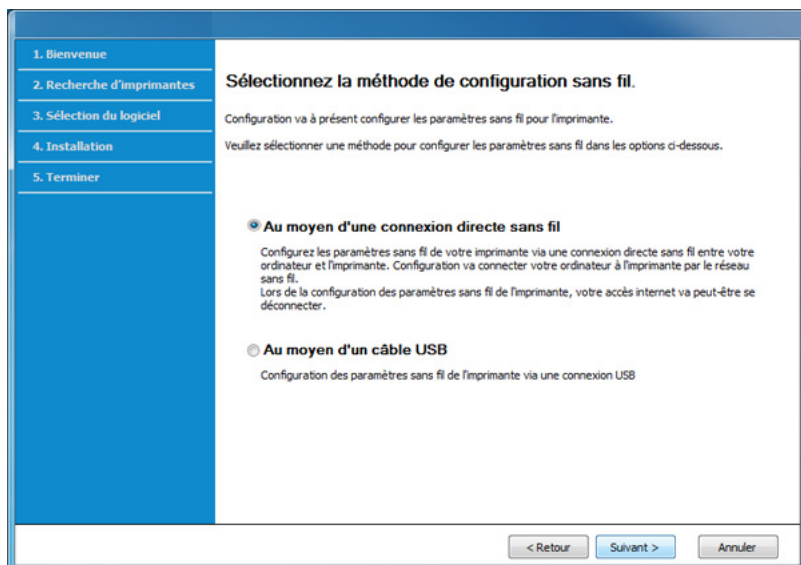 1. Bienvenue
2. Recherche d'imprimantes
3. Sélection du logiciel
4. Installation
5. Terminer
Sélectionnez la méthode de configuration sans fil.
Configuration va à présent configurer les paramètres sans fil pour l'imprimante.
Veuillez sélectionner une méthode pour configurer les paramètres sans fil dans les options ci-dessous.
Au moyen d'une connexion directe sans fil
Configurez les paramètres sans fil de votre imprimante via une connexion directe sans fil entre votre
ordinateur et l'imprimante. Configuration va connecter votre ordinateur à l'imprimante par le réseau
sans fil.
Lors de la configuration des paramètres sans fil de l'imprimante, votre accès internet va peut-être se
déconnecter.
Au moyen d'un câble USB
Configuration des paramètres sans fil de l'imprimante via une connexion USB
< Retour
Suivant >
Annuler